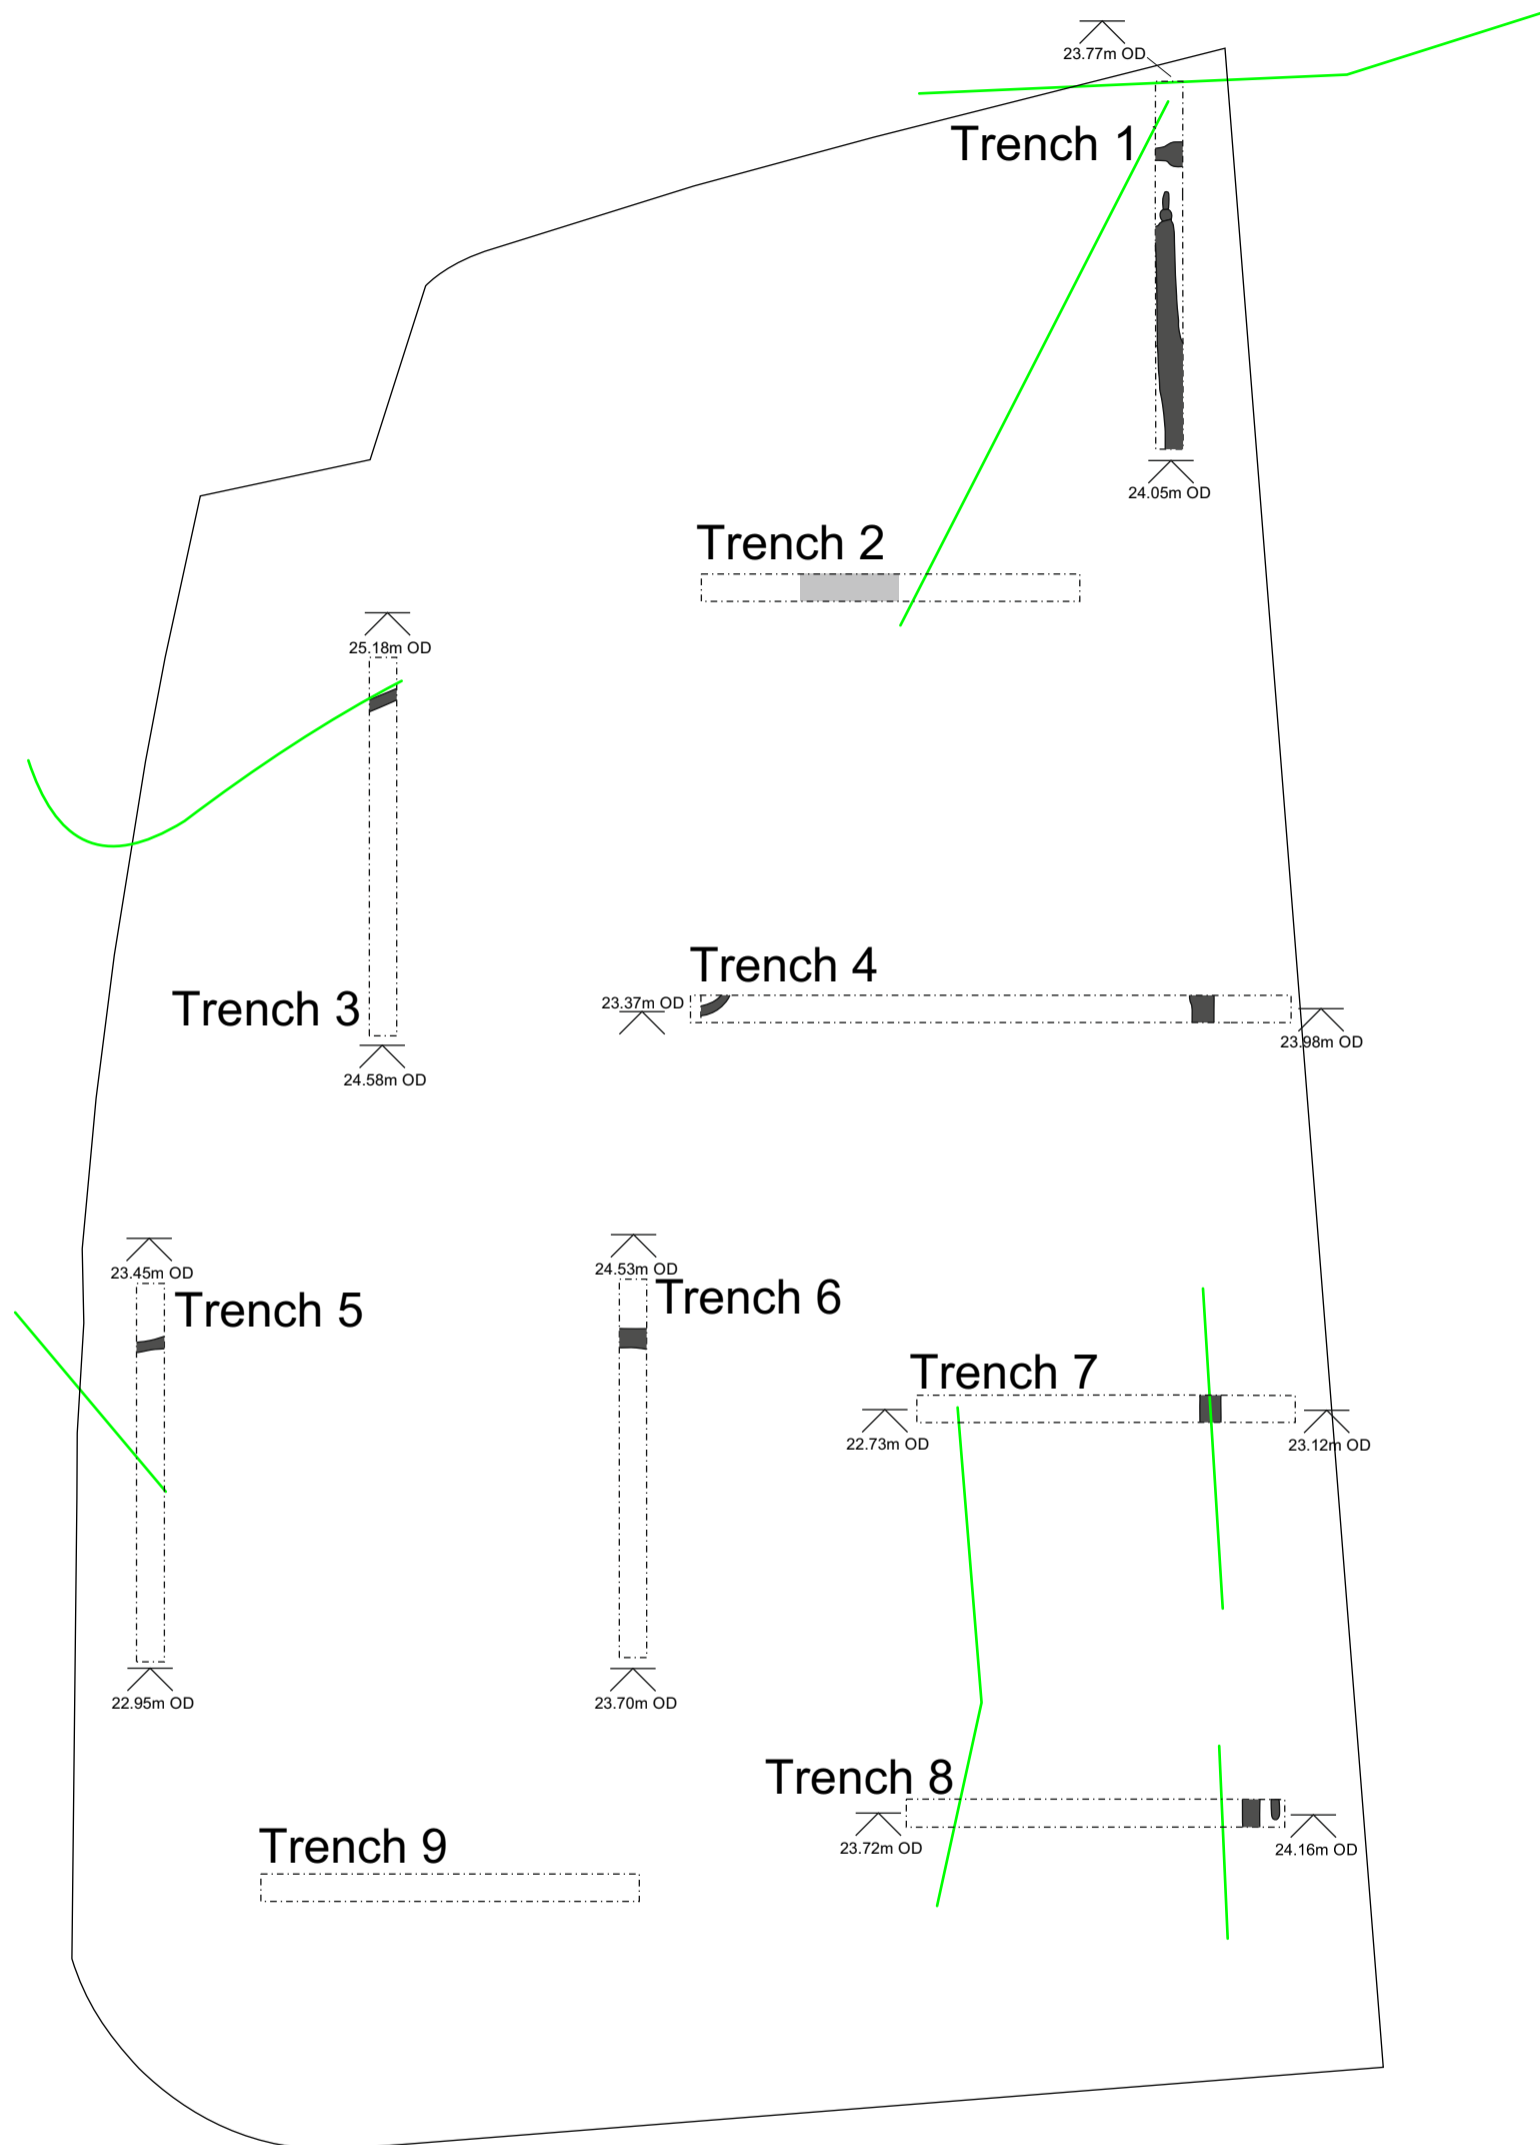 23.77m OD
Trench 1
24.05m OD
Trench 2
25.18m OD
Trench 4
23.37m OD
Trench 3
23.98m OD
24.58m OD
23.45m OD
24.53m OD
Trench 5
Trench 6
Trench 7
22.73m OD
23.12m OD
22.95m OD
23.70m OD
Trench 8
Trench 9
23.72m OD
24.16m OD